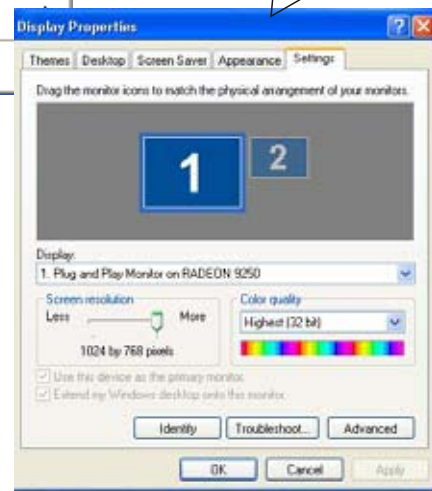 Display Properties
Themes Desktop Screen Saver Appearance Settings
Drag the monitor icons to match the physical arrangement of your monitors.
1 2
Display:
1. Plug and Play Monitor on RADEON 9250
Screen resolution
Less More
1024 by 768 pixels
Color quality
Highest (32 bit)
Use this device as the primary monitor.
Extend my Windows desktop onto this monitor.
Identify Troubleshoot... Advanced
OK Cancel Apply